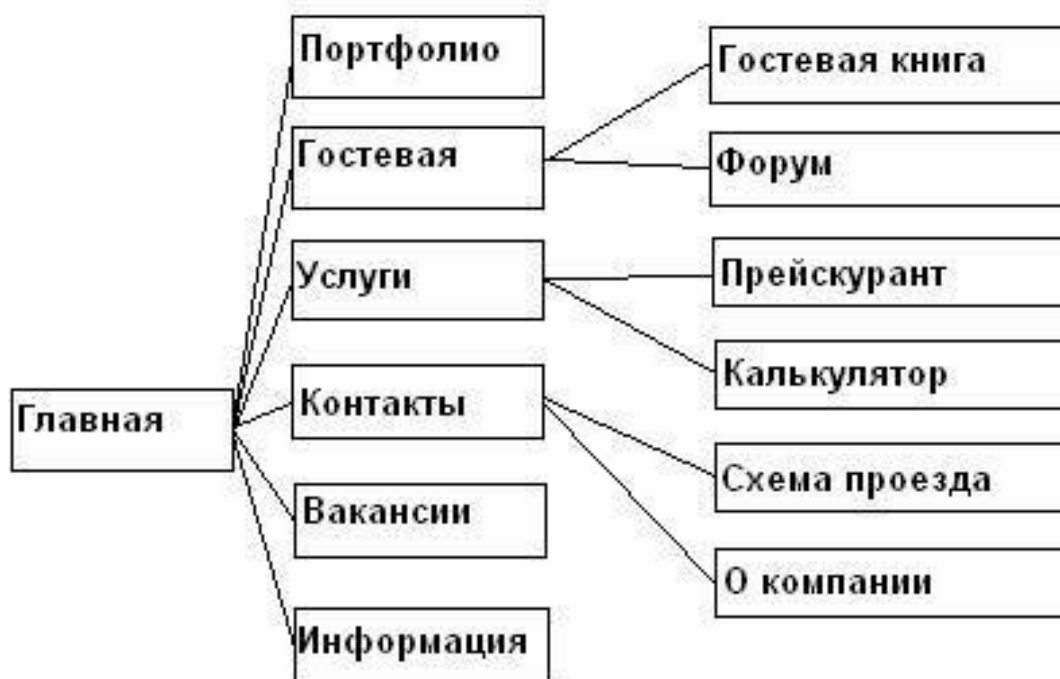 Портфолио
Гостевая книга
Гостевая
Форум
Услуги
Прейскурант
Калькулятор
Контакты
Главная
Схема проезда
Вакансии
О компании
Информация